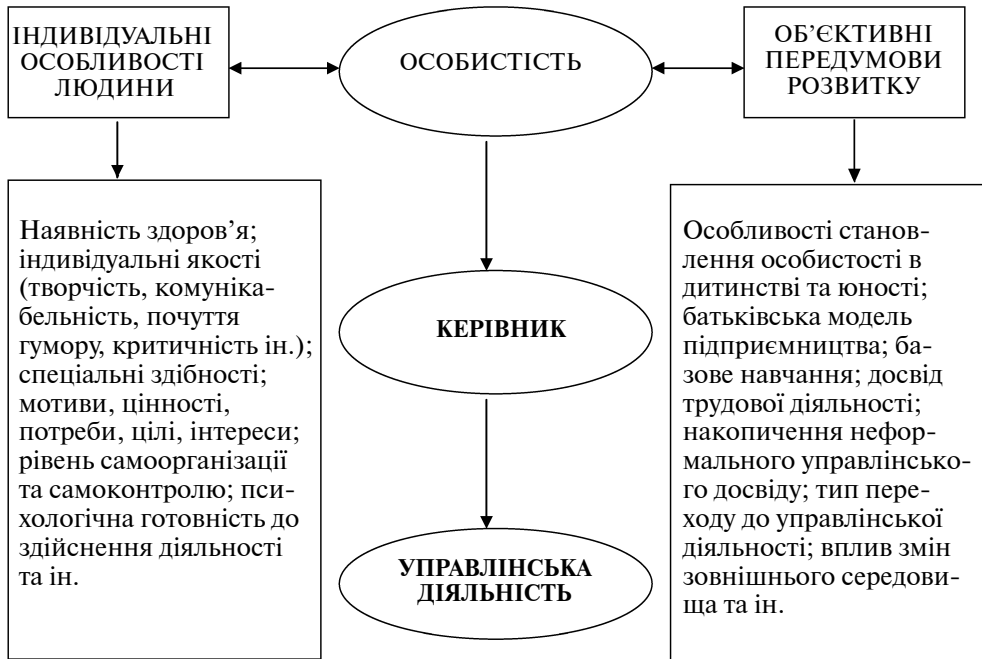 ІНДИВІДУАЛЬНІ
ОСОБЛИВОСТІ
ЛЮДИНИ
ОСОБИСТІСТЬ
ОБ’ЄКТИВНІ
ПЕРЕДУМОВИ
РОЗВИТКУ
Наявність здоров’я;
індивідуальні якості
(творчість, комуніка-
бельність, почуття
гумору, критичність ін.);
спеціальні здібності;
мотиви, цінності,
потреби, цілі, інтереси;
рівень самоорганізації
та самоконтролю; пси-
хологічна готовність до
здійснення діяльності
та ін.
КЕРІВНИК
УПРАВЛІНСЬКА
ДІЯЛЬНІСТЬ
Особливості станов-
лення особистості в
дитинстві та юності;
батьківська модель
підприємництва; ба-
зове навчання; досвід
трудової діяльності;
накопичення нефор-
мального управлінсько-
го досвіду; тип пере-
ходу до управлінської
діяльності; вплив змін
зовнішнього середови-
ща та ін.